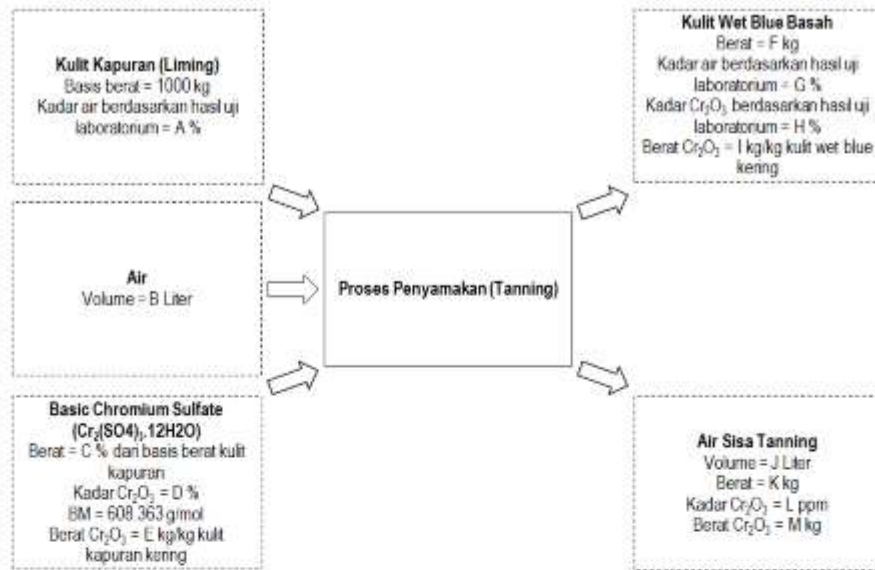 Kulit Kapuran (Liming)
Basis berat = 1000 kg
Kadar air berdasarkan hasil uji
laboratorium = A %
Air
Volume = B Liter
Basic Chromium Sulfate
(Cr₂(SO4)₃.12H2O)
Berat = C % dari basis berat kulit
kapuran
Kadar Cr₂O₃ = D %
BM = 608.363 g/mol
Berat Cr₂O₃ = E kg/kg kulit
kapuran kering
Proses Penyamakan (Tanning)
Kulit Wet Blue Basah
Berat = F kg
Kadar air berdasarkan hasil uji
laboratorium = G %
Kadar Cr₂O₃ berdasarkan hasil uji
laboratorium = H %
Berat Cr₂O₃ = I kg/kg kulit wet blue
kering
Air Sisa Tanning
Volume = J Liter
Berat = K kg
Kadar Cr₂O₃ = L ppm
Berat Cr₂O₃ = M kg